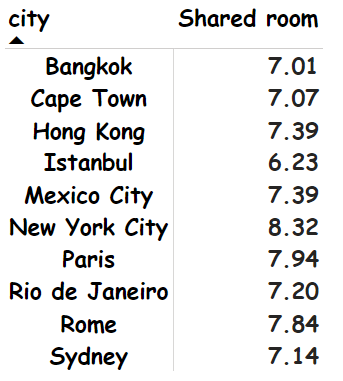 city Shared room
Bangkok 7.01
Cape Town 7.07
Hong Kong 7.39
Istanbul 6.23
Mexico City 7.39
New York City 8.32
Paris 7.94
Rio de Janeiro 7.20
Rome 7.84
Sydney 7.14